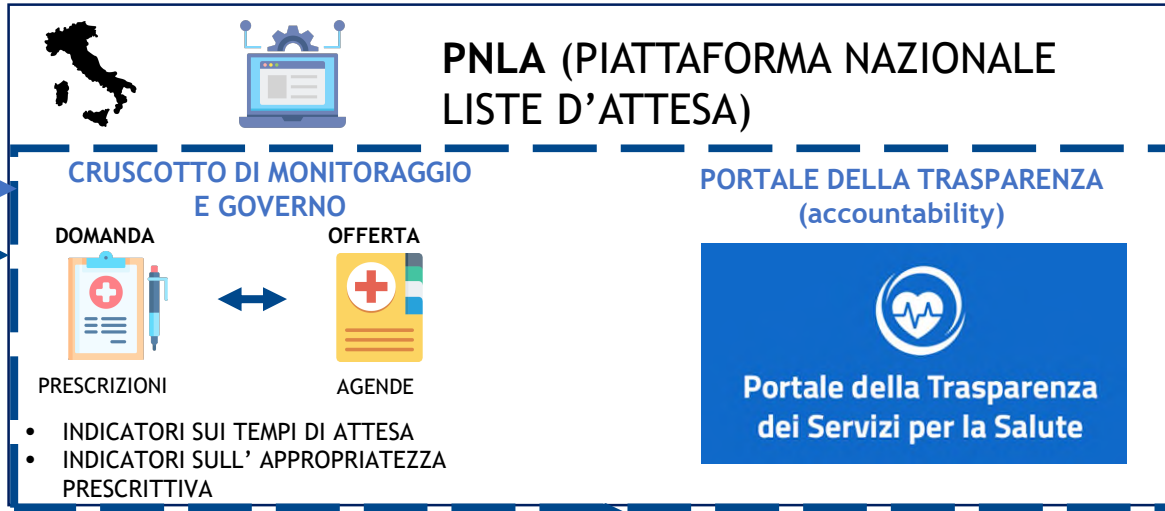 PNLA (PIATTAFORMA NAZIONALE
LISTE D’ATTESA)
CRUSCOTTO DI MONITORAGGIO
E GOVERNO
DOMANDA
OFFERTA
PRESCRIZIONI
AGENDE
• INDICATORI SUI TEMPI DI ATTESA
• INDICATORI SULL’ APPROPRIATEZZA
PRESCRITTIVA
PORTALE DELLA TRASPARENZA
(accountability)
Portale della Trasparenza
dei Servizi per la Salute